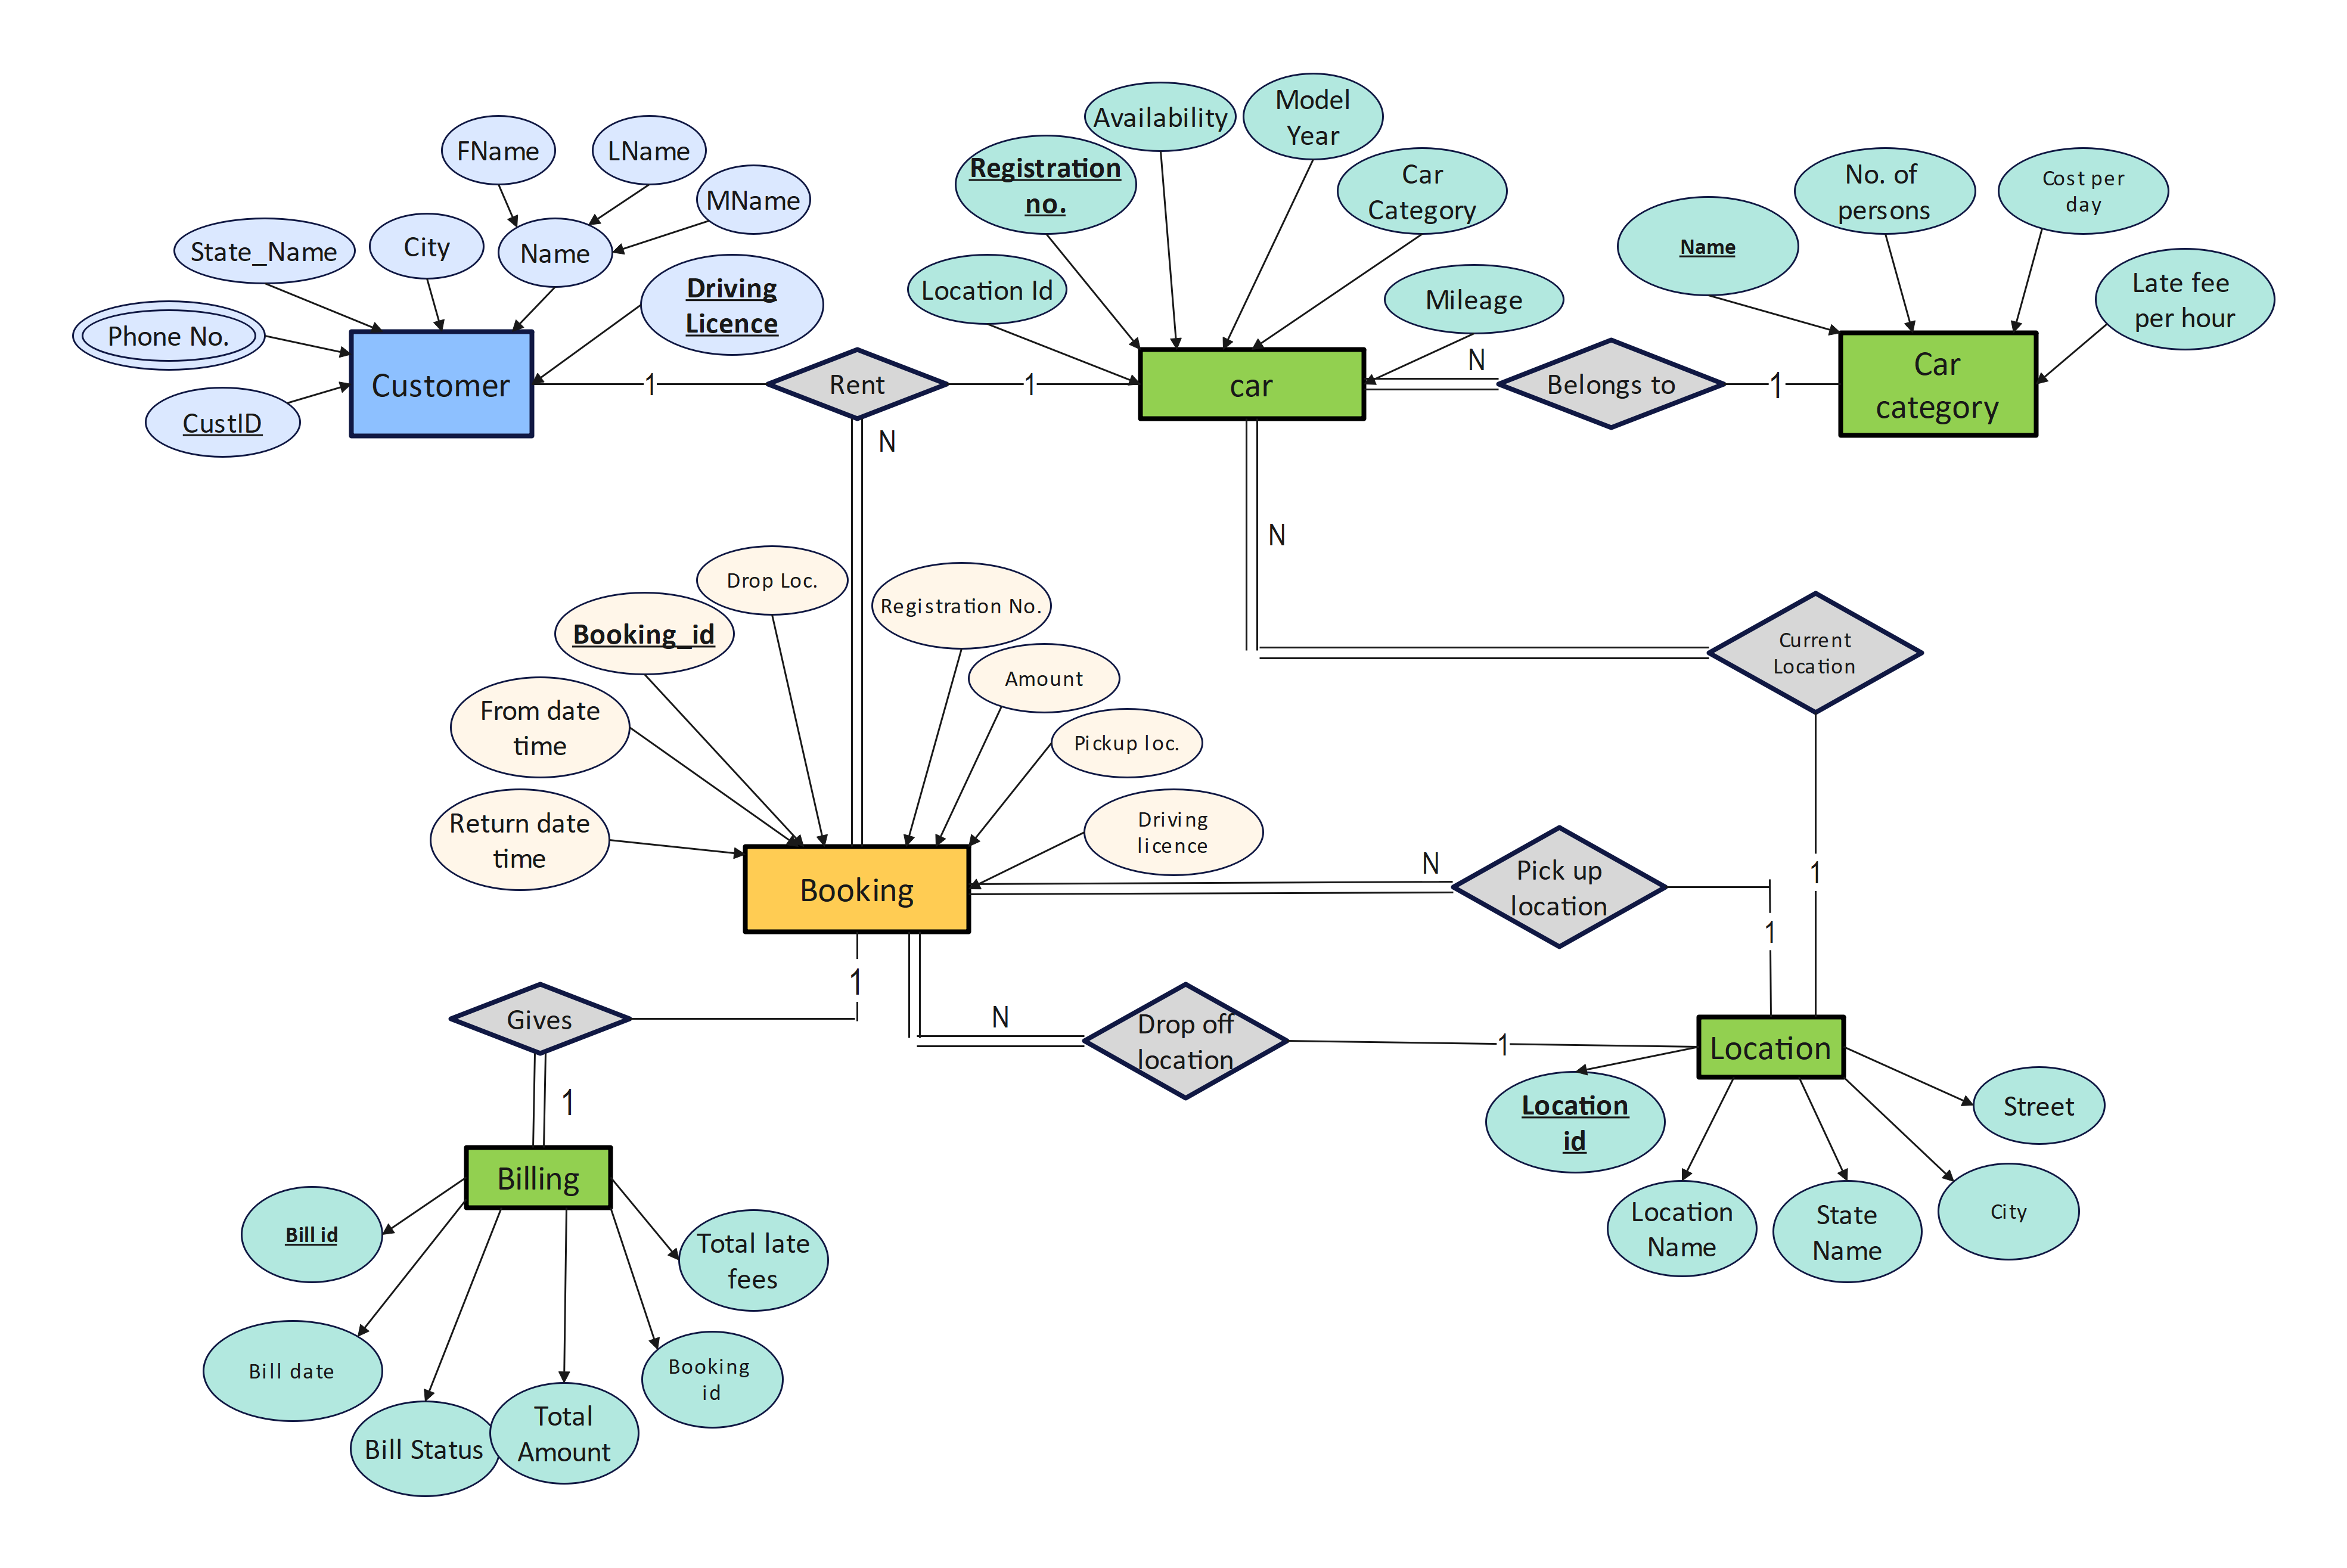 FName
LName
MName
State_Name
City
Name
Driving
Licence
Phone No.
CustID
Customer
1
Rent
1
N
Registration
no.
Availability
Model
Year
Car
Category
Location Id
Mileage
car
N
Belongs to
1
Name
No. of
persons
Cost per
day
Late fee
per hour
Car
category
N
Current
Location
1
Drop Loc.
Booking_id
Registration No.
From date
time
Amount
Pickup loc.
Return date
time
Driving
licence
Booking
N
Pick up
location
1
1
Gives
N
Drop off
location
1
Location
1
Location
id
Street
Location
Name
State
Name
City
Billing
Bill id
Total late
fees
Bill date
Booking
id
Bill Status
Total
Amount